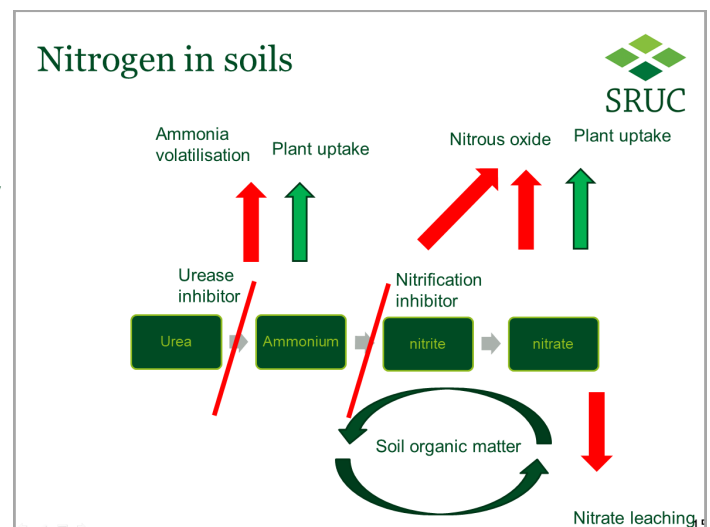 Nitrogen in soils
SRUC
Ammonia
volatilisation
Plant uptake
Nitrous oxide
Plant uptake
Urease
inhibitor
Nitrification
inhibitor
Urea
Ammonium
nitrite
nitrate
Soil organic matter
Nitrate leaching